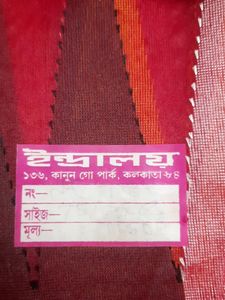 ইন্দ্রালয়
১৩৬, কানুন গো পার্ক, কলকাতা-৮৪
নং—
সাইজ—
মূল্য—